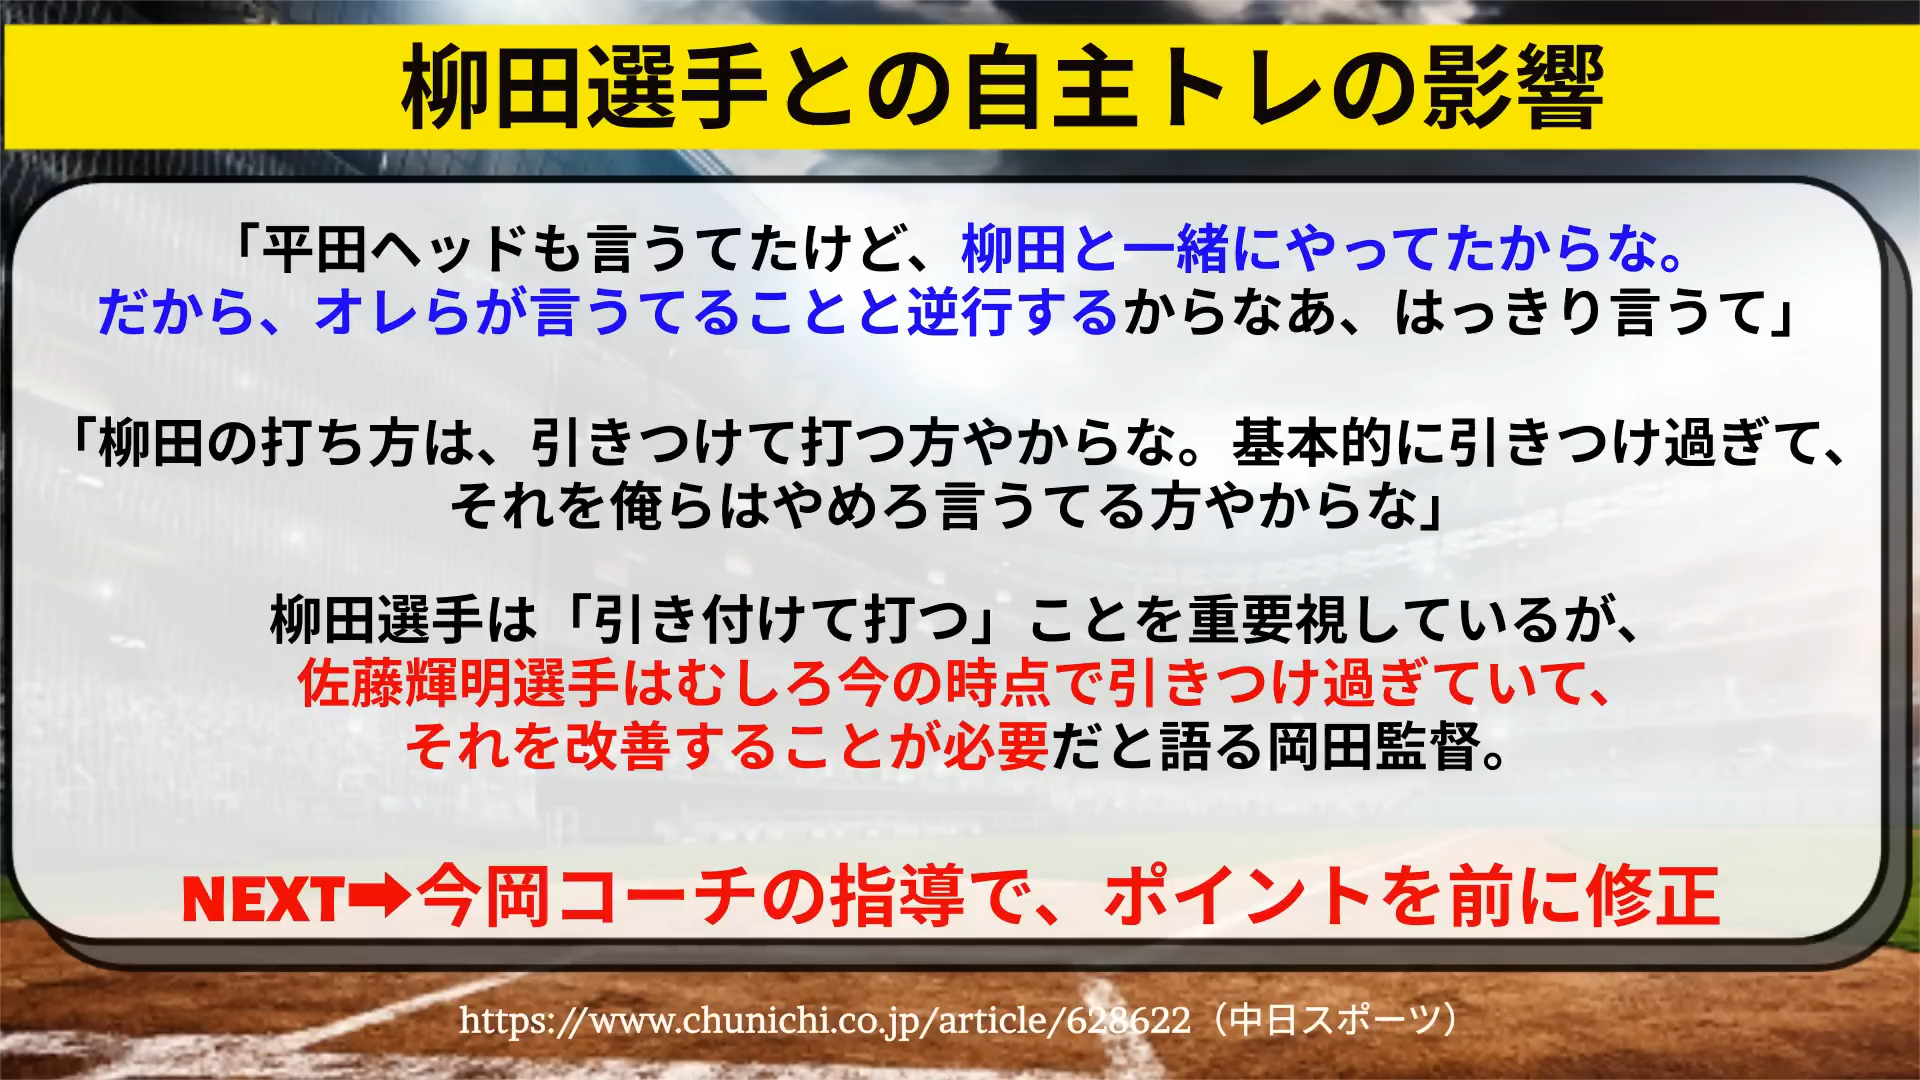 柳田選手との自主トレの影響
「平田ヘッドも言うてたけど、柳田と一緒にやってたからな。
だから、オレらが言うてることと逆行するからなあ、はっきり言うて」
「柳田の打ち方は、引きつけて打つ方やからな。基本的に引きつけ過ぎて、
それを俺らはやめろ言うてる方やからな」
柳田選手は「引き付けて打つ」ことを重要視しているが、
佐藤輝明選手はむしろ今の時点で引きつけ過ぎていて、
それを改善することが必要だと語る岡田監督。
NEXT➡今岡コーチの指導で、ポイントを前に修正
https://www.chunichi.co.jp/article/628622（中日スポーツ）